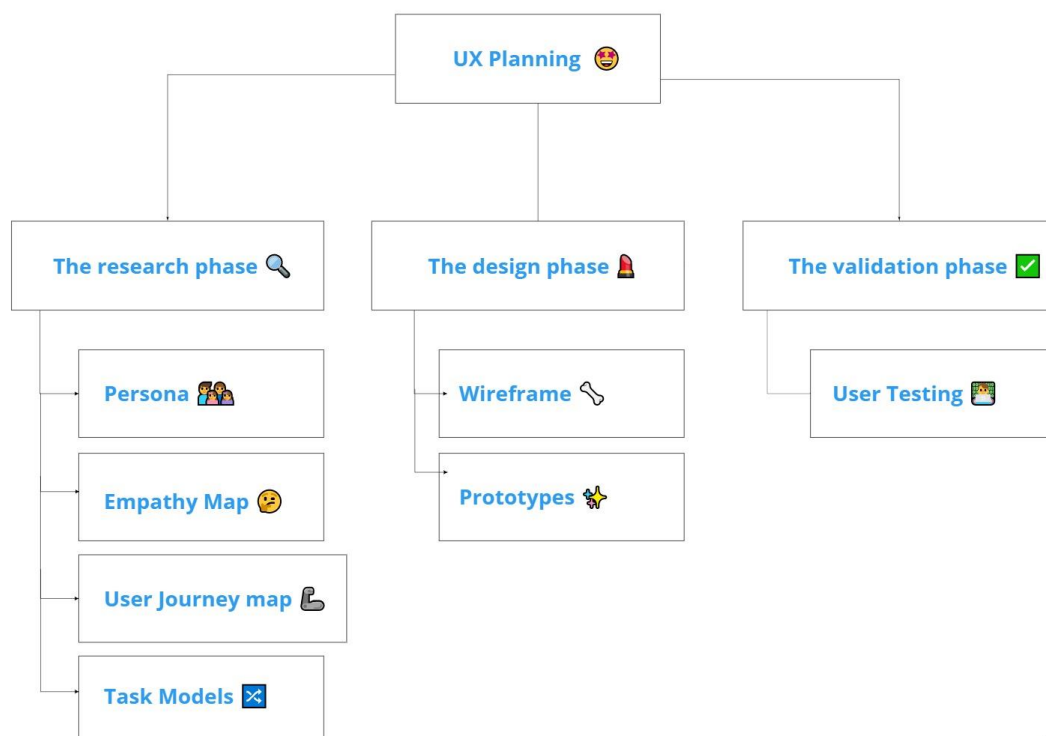 UX Planning 🤩
The research phase 🔍
The design phase 💄
The validation phase ✅
Persona 👨‍👩‍👧‍👧
Wireframe 🦴
User Testing 👨‍💻
Empathy Map 🤔
Prototypes ✨
User Journey map 🦾
Task Models 🔀